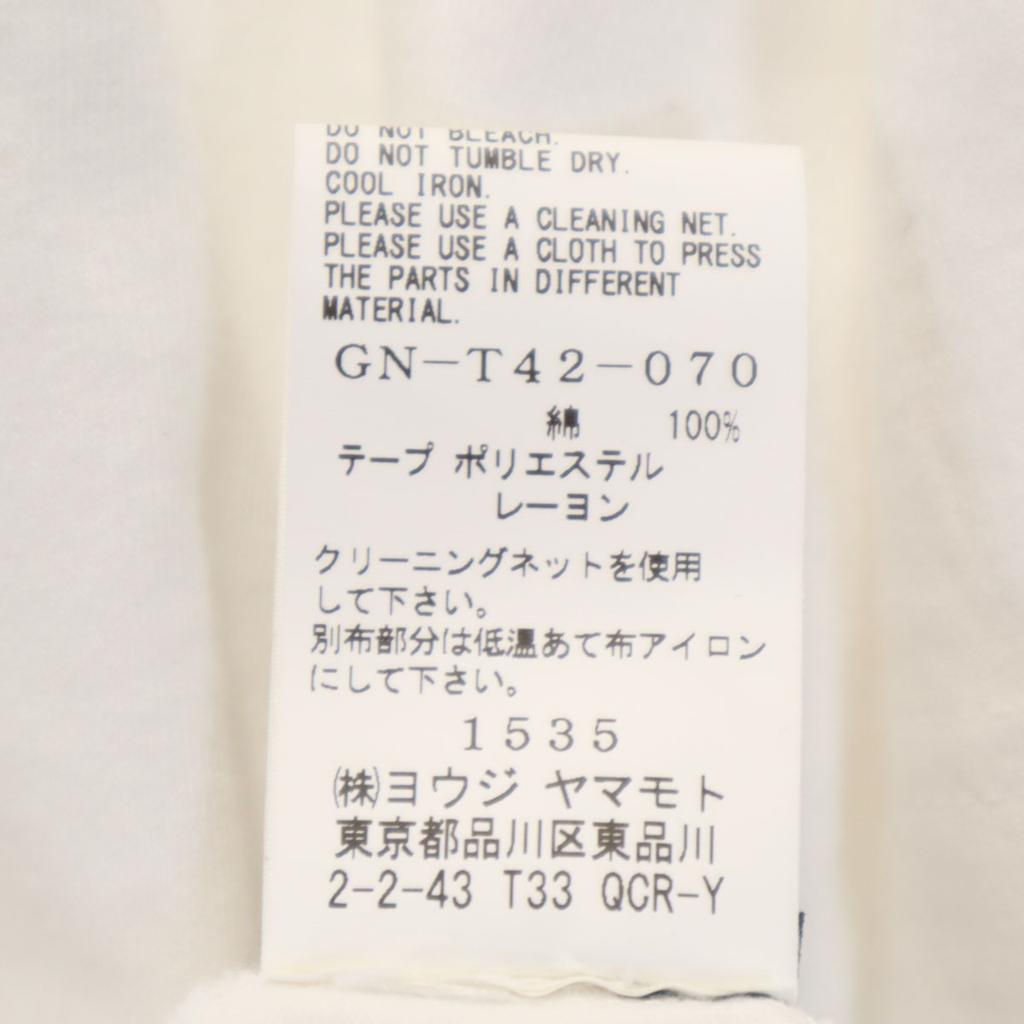 DO NOT BLEACH.
DO NOT TUMBLE DRY.
COOL IRON.
PLEASE USE A CLEANING NET.
PLEASE USE A CLOTH TO PRESS
THE PARTS IN DIFFERENT
MATERIAL.
GN-T42-070
綿 100%
テープ ポリエステル
レーヨン
クリーニングネットを使用
して下さい。
別布部分は低温あて布アイロン
にして下さい。
1535
㈱ヨウジ ヤマモト
東京都品川区東品川
2-2-43 T33 QCR-Y